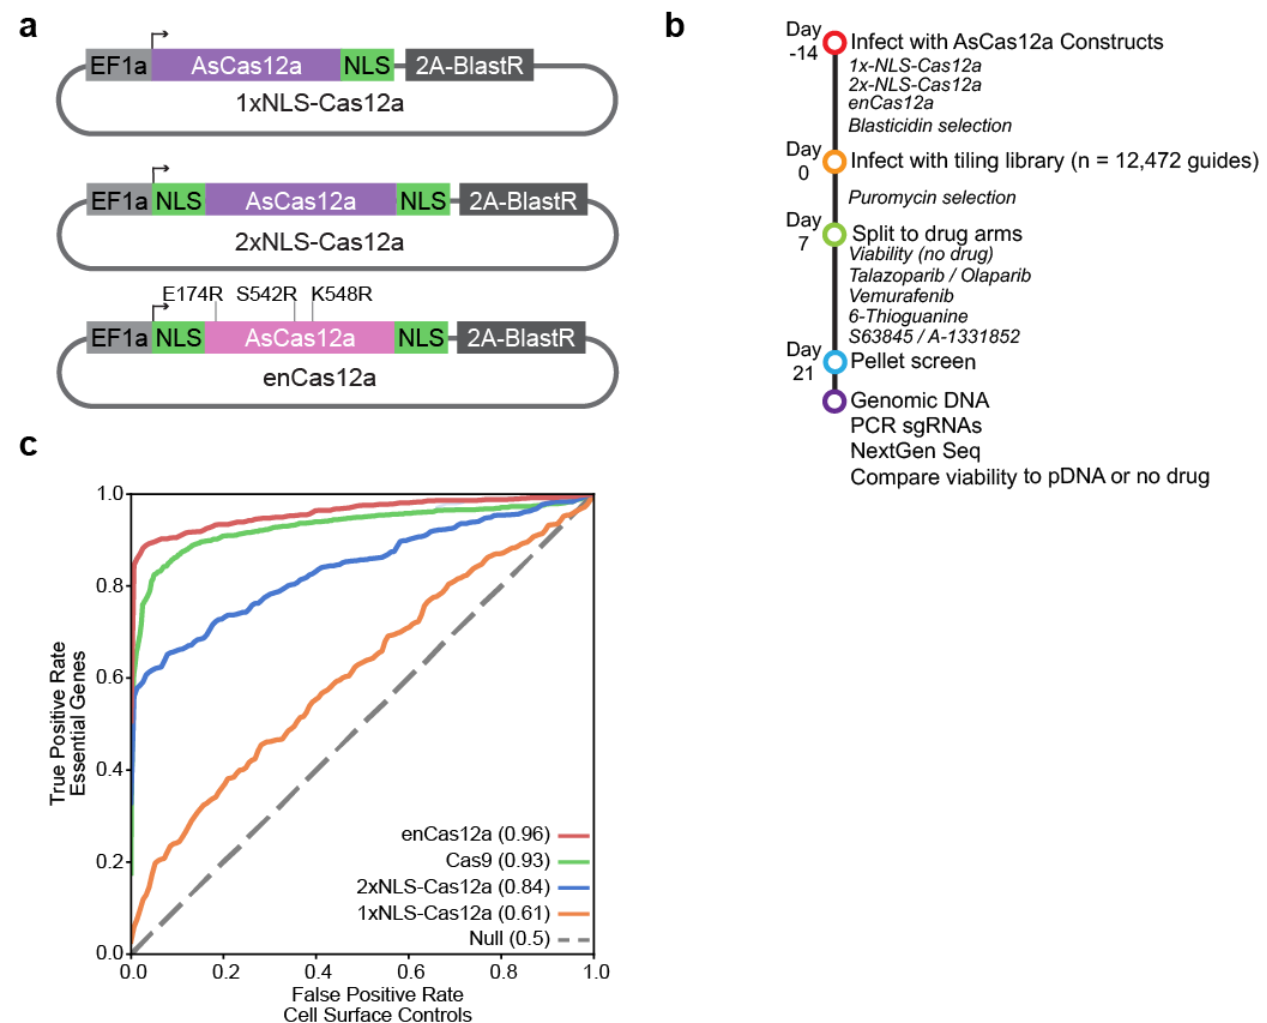 a
EF1a AsCas12a NLS 2A-BlastR
1xNLS-Cas12a
EF1a NLS AsCas12a NLS 2A-BlastR
2xNLS-Cas12a
E174R S542R K548R
EF1a NLS AsCas12a NLS 2A-BlastR
enCas12a
b
Day -14
Infect with AsCas12a Constructs
1x-NLS-Cas12a
2x-NLS-Cas12a
enCas12a
Blasticidin selection
Day 0
Infect with tiling library (n = 12,472 guides)
Puromycin selection
Day 7
Split to drug arms
Viability (no drug)
Talazoparib / Olaparib
Vemurafenib
6-Thioguanine
S63845 / A-1331852
Day 21
Pellet screen
Genomic DNA
PCR sgRNAs
NextGen Seq
Compare viability to pDNA or no drug
c
True Positive Rate
Essential Genes
1.0
0.8
0.6
0.4
0.2
0.0
enCas12a (0.96)
Cas9 (0.93)
2xNLS-Cas12a (0.84)
1xNLS-Cas12a (0.61)
Null (0.5)
0.0 0.2 0.4 0.6 0.8 1.0
False Positive Rate
Cell Surface Controls